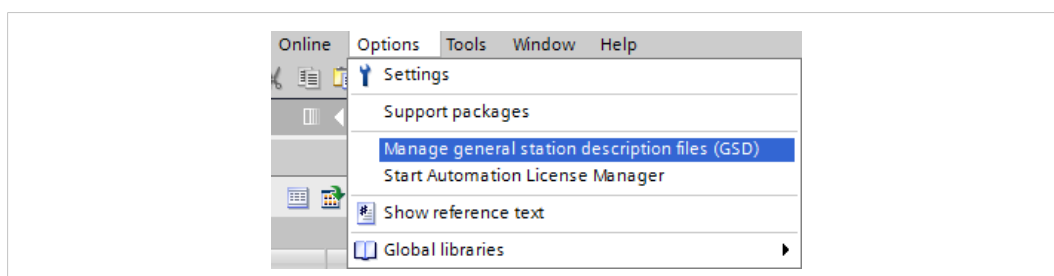 Online Options Tools Window Help
Settings
Support packages
Manage general station description files (GSD)
Start Automation License Manager
Show reference text
Global libraries